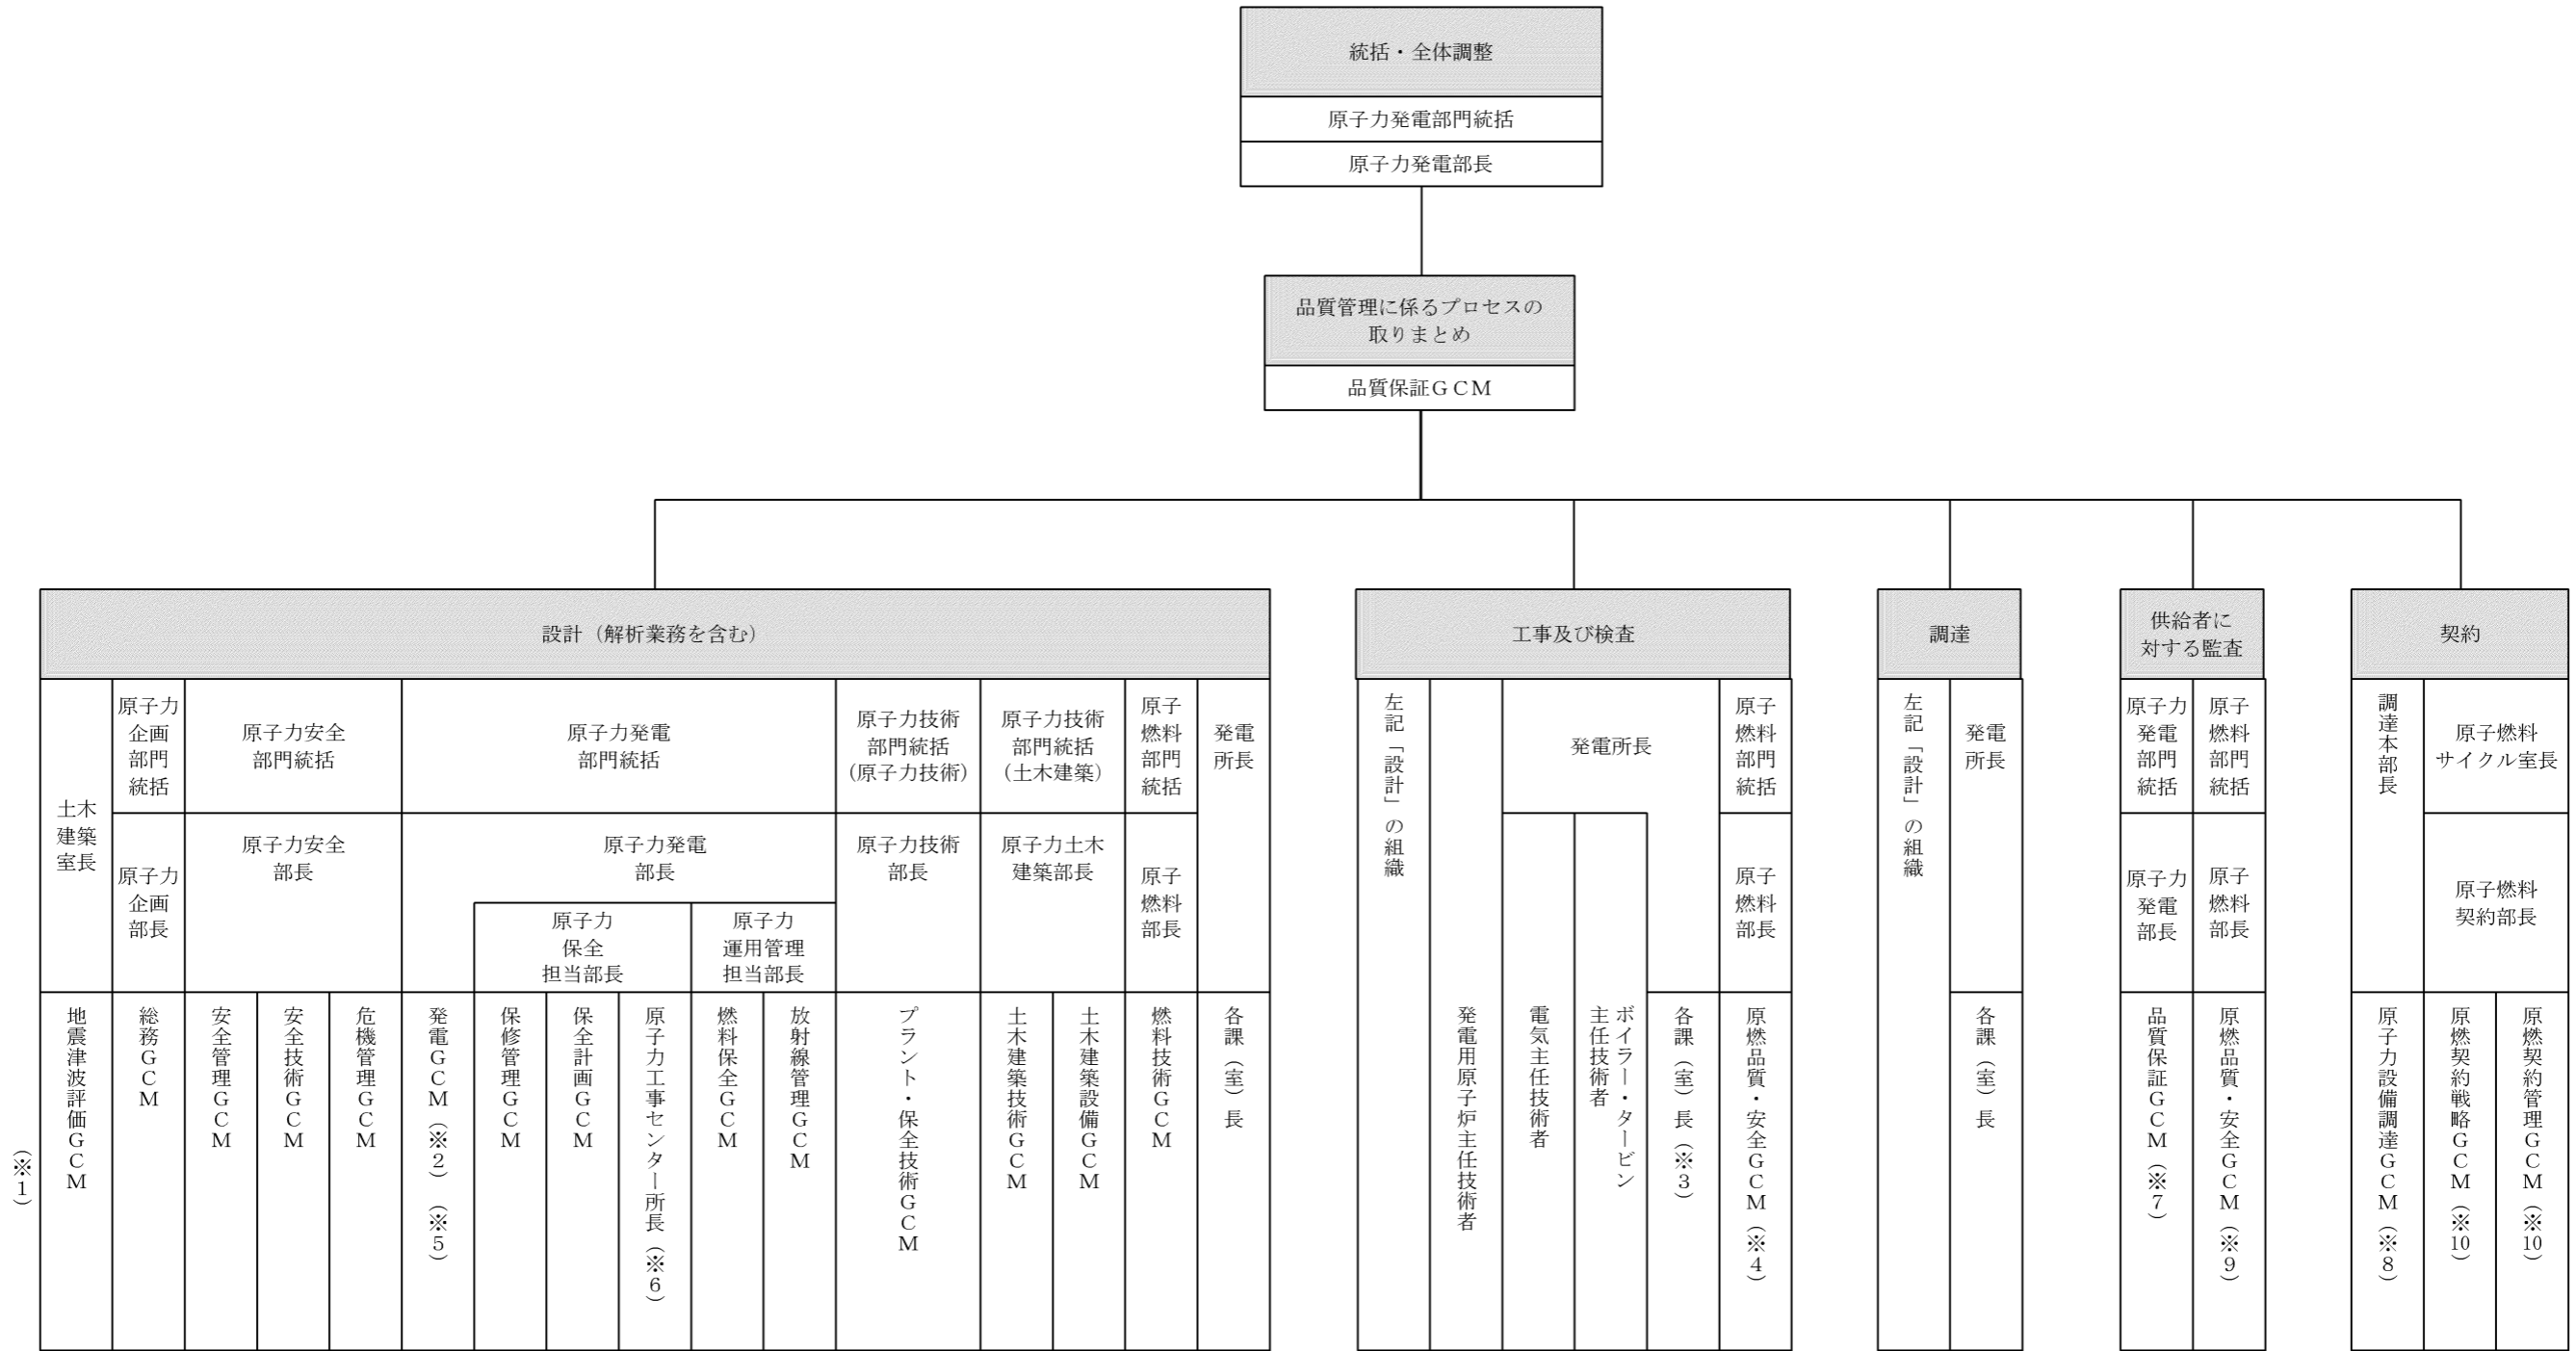 統括・全体調整
原子力発電部門統括
原子力発電部長
品質管理に係るプロセスの
取りまとめ
品質保証ＧＣＭ
設計（解析業務を含む）
土木
建築
室長
原子力
企画
部門
統括
原子力安全
部門統括
原子力発電
部門統括
原子力技術
部門統括
（原子力技術）
原子力技術
部門統括
（土木建築）
原子
燃料
部門
統括
発電
所長
原子力
企画
部長
原子力安全
部長
原子力発電
部長
原子力
保全
担当部長
原子力
運用管理
担当部長
原子力技術
部長
原子力土木
建築部長
原子
燃料
部長
地震津波評価ＧＣＭ
（※１）
総務ＧＣＭ
安全管理ＧＣＭ
安全技術ＧＣＭ
危機管理ＧＣＭ
発電ＧＣＭ（※２）（※５）
保修管理ＧＣＭ
保全計画ＧＣＭ
原子力工事センター所長（※６）
燃料保全ＧＣＭ
放射線管理ＧＣＭ
プラント・保全技術ＧＣＭ
土木建築技術ＧＣＭ
土木建築設備ＧＣＭ
燃料技術ＧＣＭ
各課（室）長
工事及び検査
左記「設計」の組織
発電用原子炉主任技術者
発電所長
電気主任技術者
ボイラー・タービン
主任技術者
各課（室）長（※３）
原子
燃料
部門
統括
原子
燃料
部長
原燃品質・安全ＧＣＭ（※４）
調達
左記「設計」の組織
発電
所長
各課（室）長
供給者に
対する監査
原子力
発電
部門
統括
原子力
発電
部長
品質保証ＧＣＭ（※７）
原子
燃料
部門
統括
原子
燃料
部長
原燃品質・安全ＧＣＭ（※９）
契約
調達本部長
原子力設備調達ＧＣＭ（※８）
原子燃料
サイクル室長
原子燃料
契約部長
原燃契約戦略ＧＣＭ（※10）
原燃契約管理ＧＣＭ（※10）